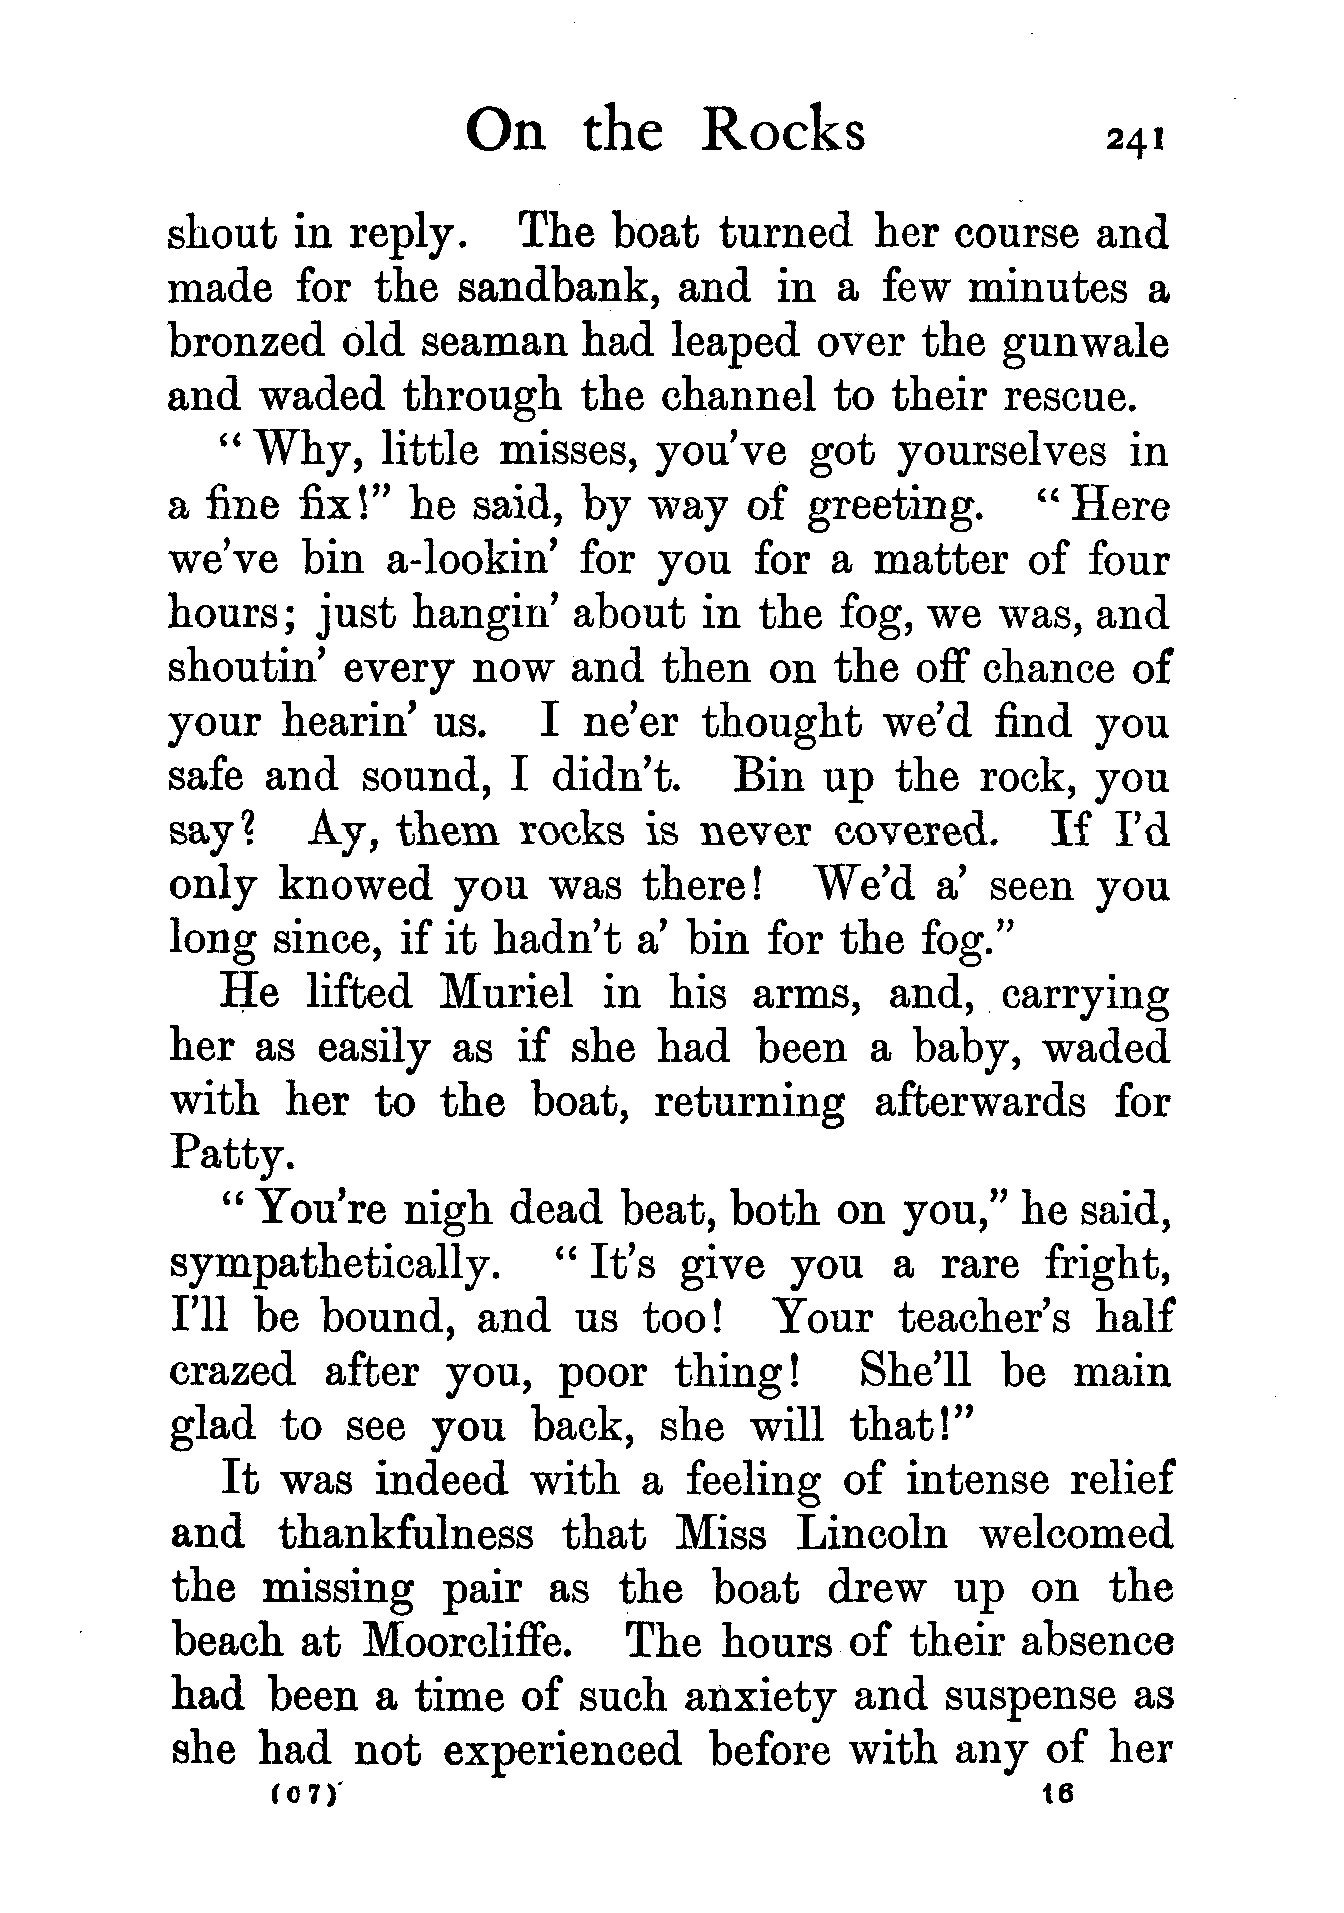 On the Rocks 241
shout in reply. The boat turned her course and
made for the sandbank, and in a few minutes a
bronzed old seaman had leaped over the gunwale
and waded through the channel to their rescue.
“Why, little misses, you’ve got yourselves in
a fine fix!” he said, by way of greeting. “Here
we’ve bin a-lookin’ for you for a matter of four
hours; just hangin’ about in the fog, we was, and
shoutin’ every now and then on the off chance of
your hearin’ us. I ne’er thought we’d find you
safe and sound, I didn’t. Bin up the rock, you
say? Ay, them rocks is never covered. If I’d
only knowed you was there! We’d a’ seen you
long since, if it hadn’t a’ bin for the fog.”
He lifted Muriel in his arms, and, carrying
her as easily as if she had been a baby, waded
with her to the boat, returning afterwards for
Patty.
“You’re nigh dead beat, both on you,” he said,
sympathetically. “It’s give you a rare fright,
I’ll be bound, and us too! Your teacher’s half
crazed after you, poor thing! She’ll be main
glad to see you back, she will that!”
It was indeed with a feeling of intense relief
and thankfulness that Miss Lincoln welcomed
the missing pair as the boat drew up on the
beach at Moorcliffe. The hours of their absence
had been a time of such anxiety and suspense as
she had not experienced before with any of her
(C 7) 16